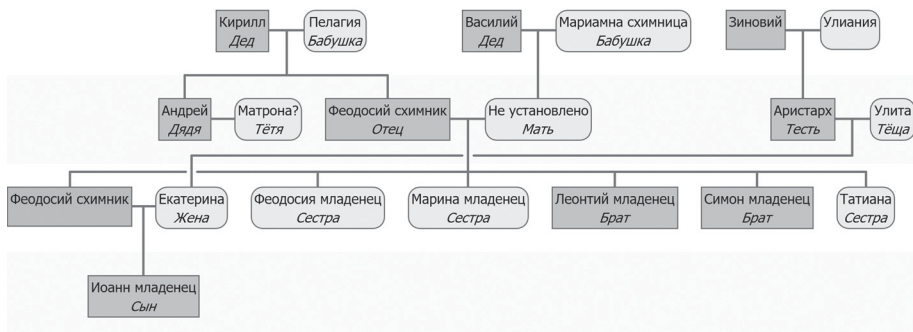 Кирилл
Дед
Пелагия
Бабушка
Василий
Дед
Мариамна схимница
Бабушка
Зиновий
Улиания
Андрей
Дядя
Матрона?
Тётя
Феодосий схимник
Отец
Не установлено
Мать
Аристарх
Тесть
Улита
Тёща
Феодосий схимник
Екатерина
Жена
Феодосия младенец
Сестра
Марина младенец
Сестра
Леонтий младенец
Брат
Симон младенец
Брат
Татиана
Сестра
Иоанн младенец
Сын